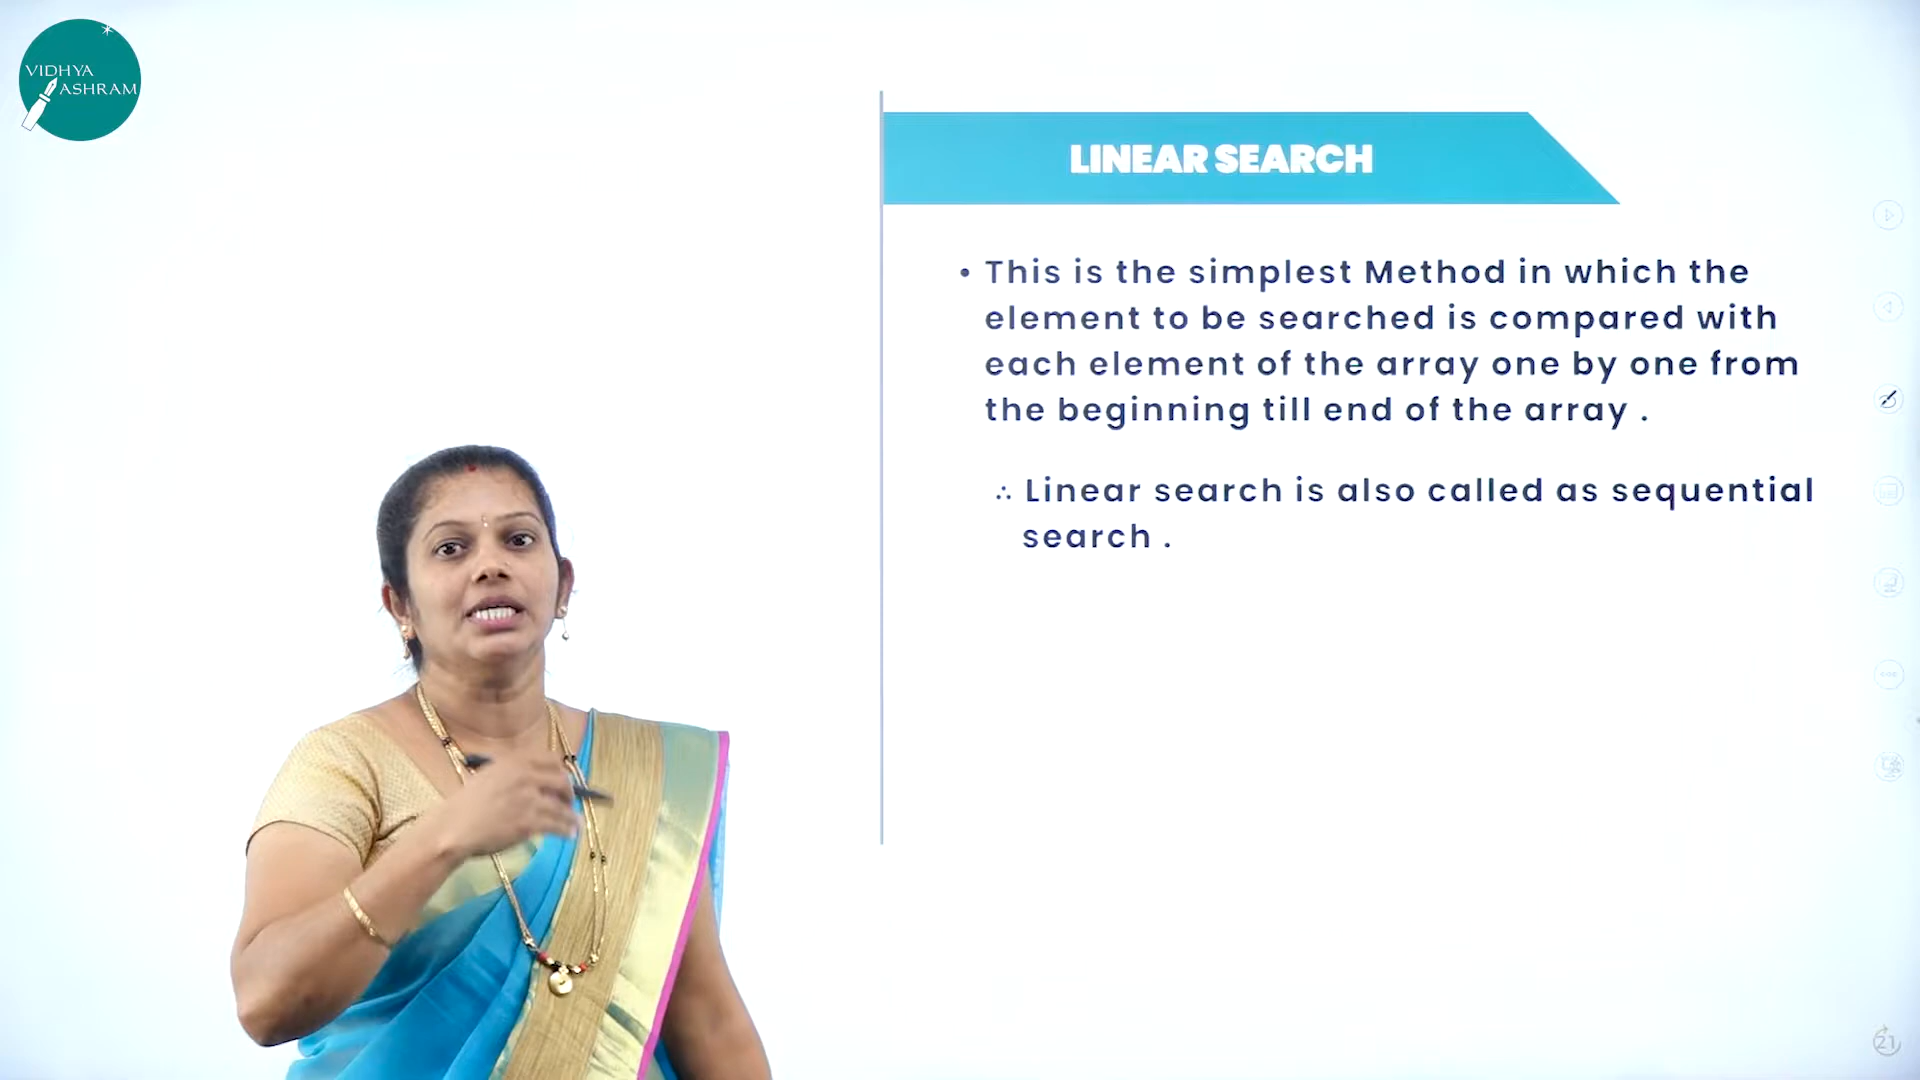 VIDHYA
ASHRAM
LINEAR SEARCH
• This is the simplest Method in which the
element to be searched is compared with
each element of the array one by one from
the beginning till end of the array .
∴ Linear search is also called as sequential
search .
21